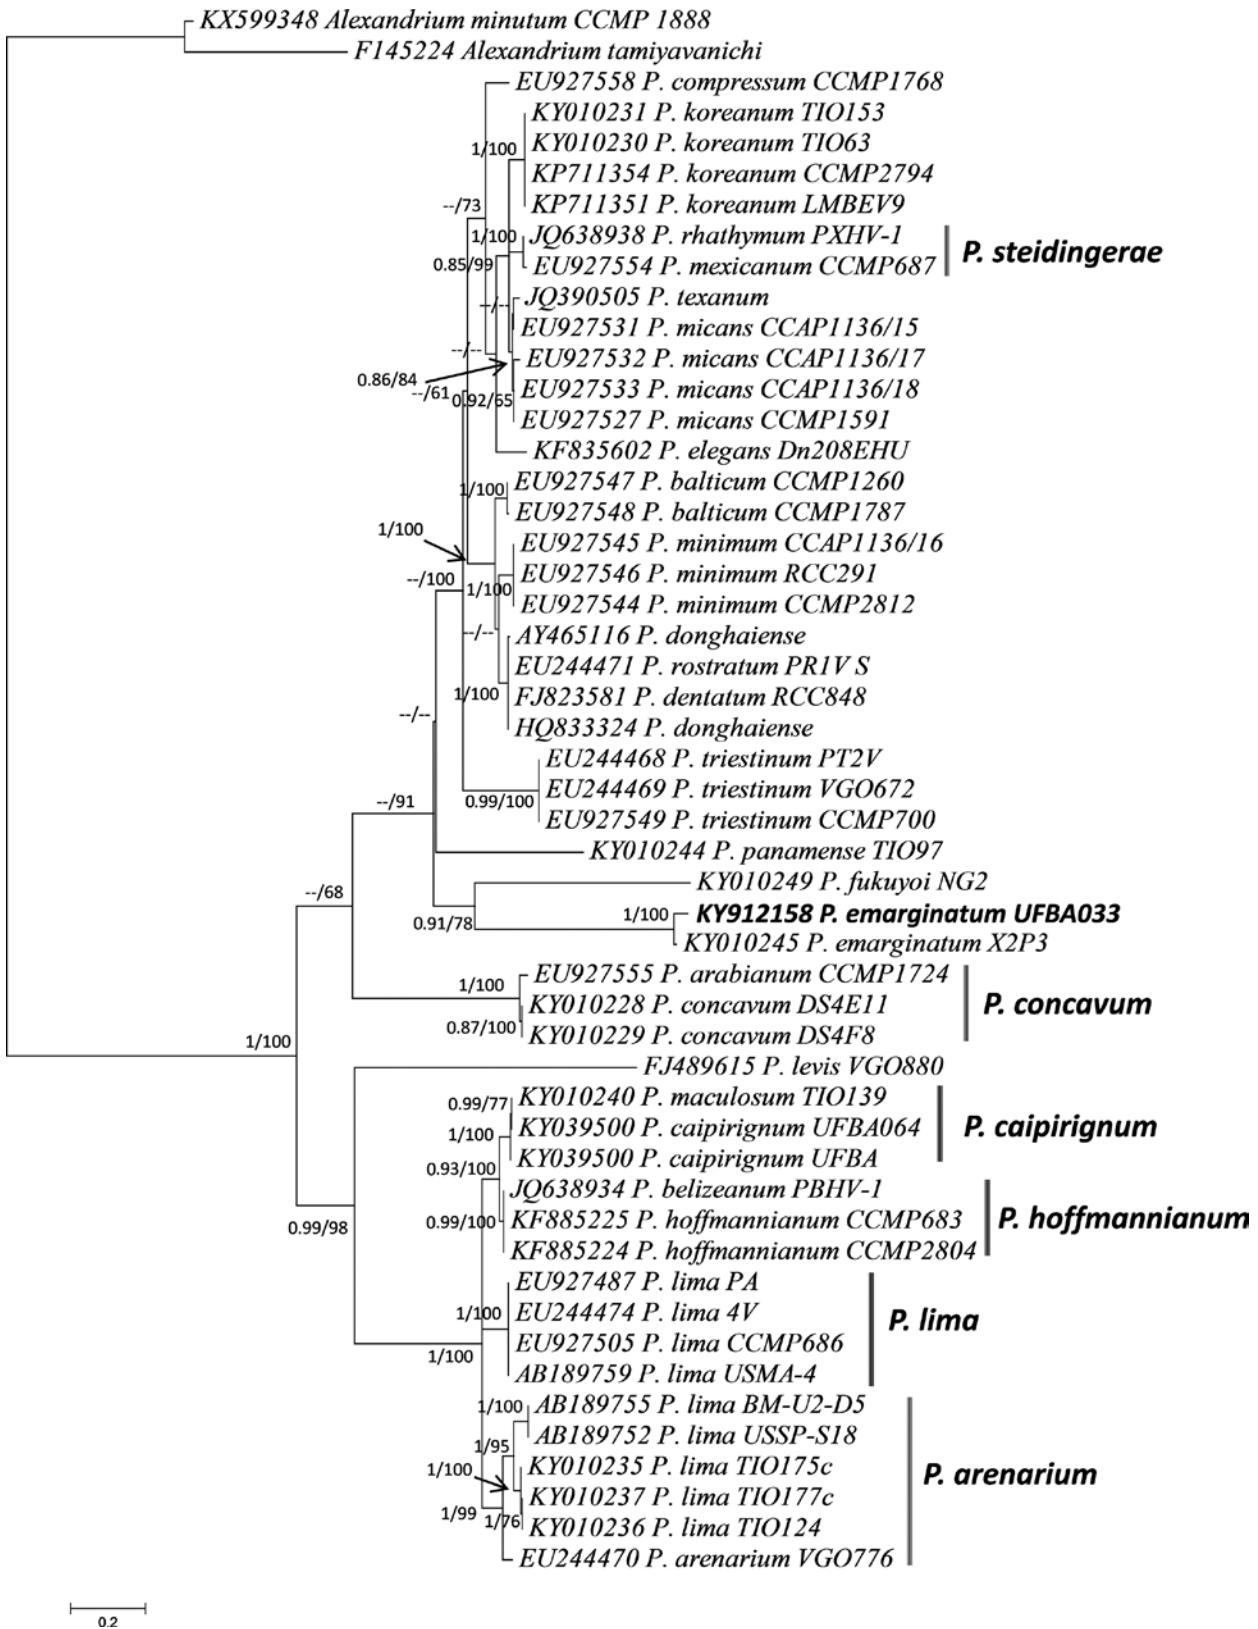 KX599348 Alexandrium minutum CCMP 1888
F145224 Alexandrium tamiyavanichi
EU927558 P. compressum CCMP1768
KY010231 P. koreanum TIO153
KY010230 P. koreanum TIO63
1/100
KP711354 P. koreanum CCMP2794
KP711351 P. koreanum LMBEV9
--/73
JQ638938 P. rhathymum PXHV-1
1/100
P. steidingerae
EU927554 P. mexicanum CCMP687
0.85/99
JQ390505 P. texanum
--/--
EU927531 P. micans CCAP1136/15
--/--
EU927532 P. micans CCAP1136/17
0.86/84
EU927533 P. micans CCAP1136/18
--/61
0.92/65
EU927527 P. micans CCMP1591
KF835602 P. elegans Dn208EHU
EU927547 P. balticum CCMP1260
1/100
EU927548 P. balticum CCMP1787
1/100
EU927545 P. minimum CCAP1136/16
EU927546 P. minimum RCC291
--/100
1/100
EU927544 P. minimum CCMP2812
--/--
AY465116 P. donghaiense
EU244471 P. rostratum PR1V S
1/100
FJ823581 P. dentatum RCC848
--/--
HQ833324 P. donghaiense
EU244468 P. triestinum PT2V
EU244469 P. triestinum VGO672
0.99/100
--/91
EU927549 P. triestinum CCMP700
KY010244 P. panamense TIO97
--/68
KY010249 P. fukuyoi NG2
1/100
KY912158 P. emarginatum UFBA033
0.91/78
KY010245 P. emarginatum X2P3
EU927555 P. arabianum CCMP1724
1/100
KY010228 P. concavum DS4E11
P. concavum
0.87/100
KY010229 P. concavum DS4F8
1/100
FJ489615 P. levis VGO880
KY010240 P. maculosum TIO139
0.99/77
KY039500 P. caipirignum UFBA064
P. caipirignum
1/100
KY039500 P. caipirignum UFBA
0.93/100
JQ638934 P. belizeanum PBHV-1
KF885225 P. hoffmannianum CCMP683
P. hoffmannianum
0.99/100
0.99/98
KF885224 P. hoffmannianum CCMP2804
EU927487 P. lima PA
1/100
EU244474 P. lima 4V
P. lima
EU927505 P. lima CCMP686
1/100
AB189759 P. lima USMA-4
AB189755 P. lima BM-U2-D5
1/100
AB189752 P. lima USSP-S18
1/95
KY010235 P. lima TIO175c
P. arenarium
1/100
KY010237 P. lima TIO177c
1/99
1/76
KY010236 P. lima TIO124
EU244470 P. arenarium VGO776
0.2